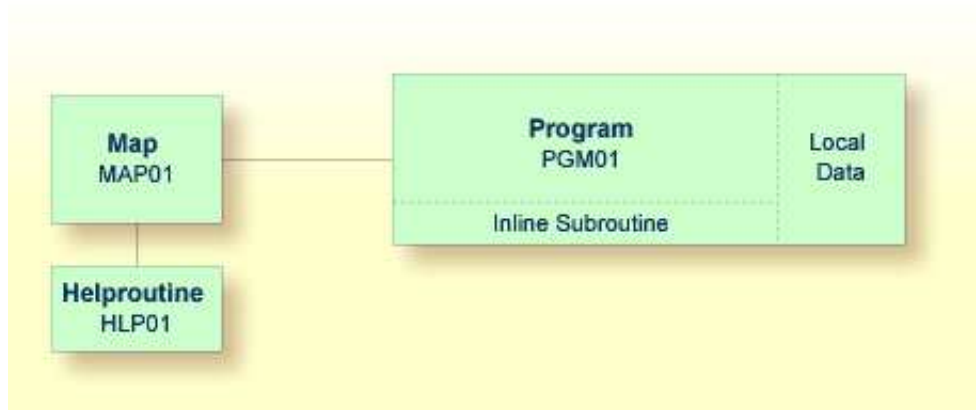 Map
MAP01
Program
PGM01
Local
Data
Inline Subroutine
Helproutine
HLP01